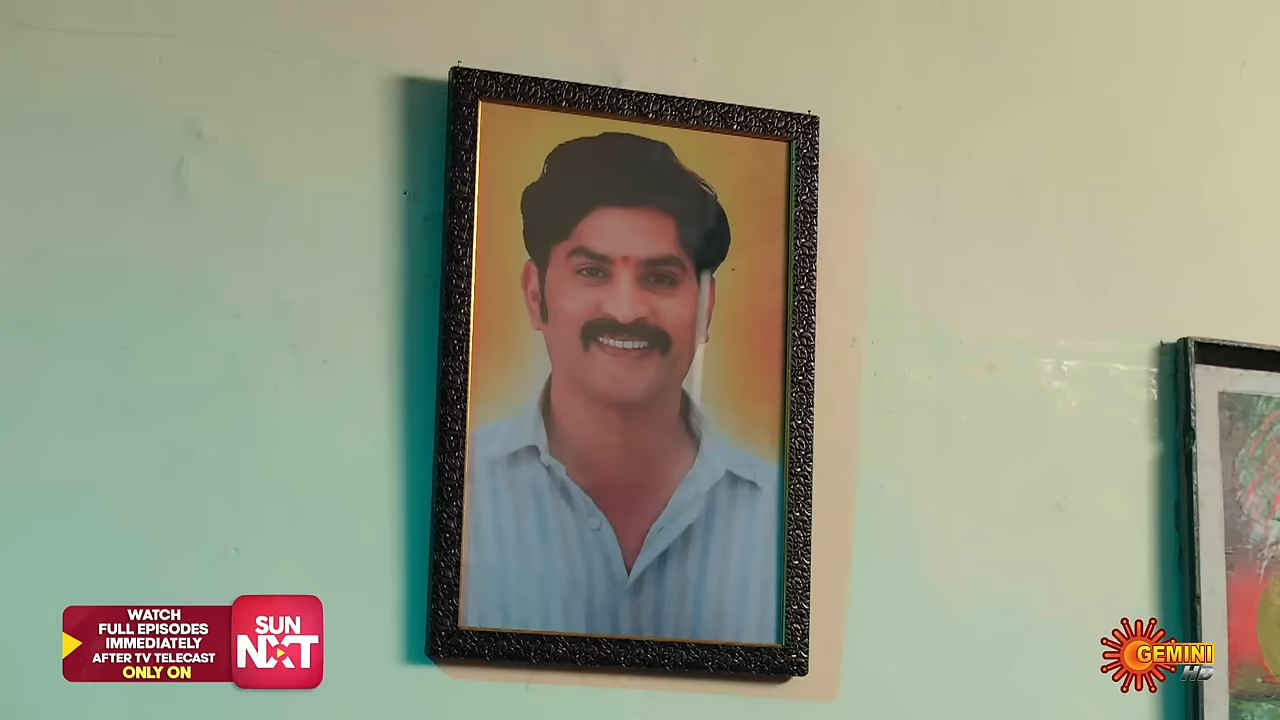 WATCH
FULL EPISODES
IMMEDIATELY
AFTER TV TELECAST
ONLY ON
SUN
NXT
GEMINI
HD